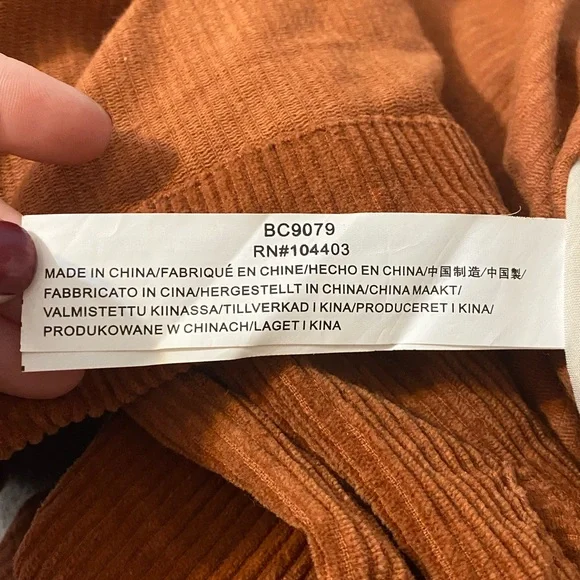 BC9079
RN#104403
MADE IN CHINA/FABRIQUÉ EN CHINE/HECHO EN CHINA/中国制造/中国製/
FABBRICATO IN CINA/HERGESTELLT IN CHINA/CHINA MAAKT/
VALMISTETTU KIINASSA/TILLVERKAD I KINA/PRODUCERET I KINA/
PRODUKOWANE W CHINACH/LAGET I KINA